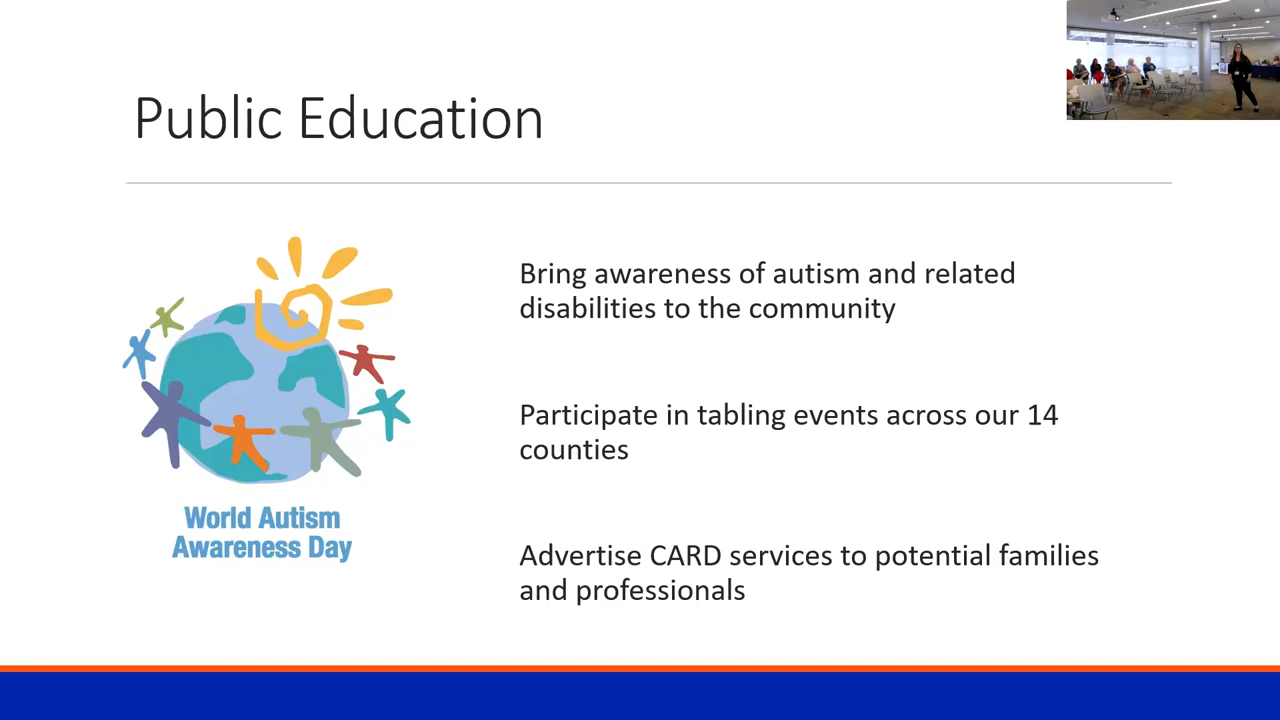 Public Education
Bring awareness of autism and related
disabilities to the community
Participate in tabling events across our 14
counties
Advertise CARD services to potential families
and professionals
World Autism
Awareness Day